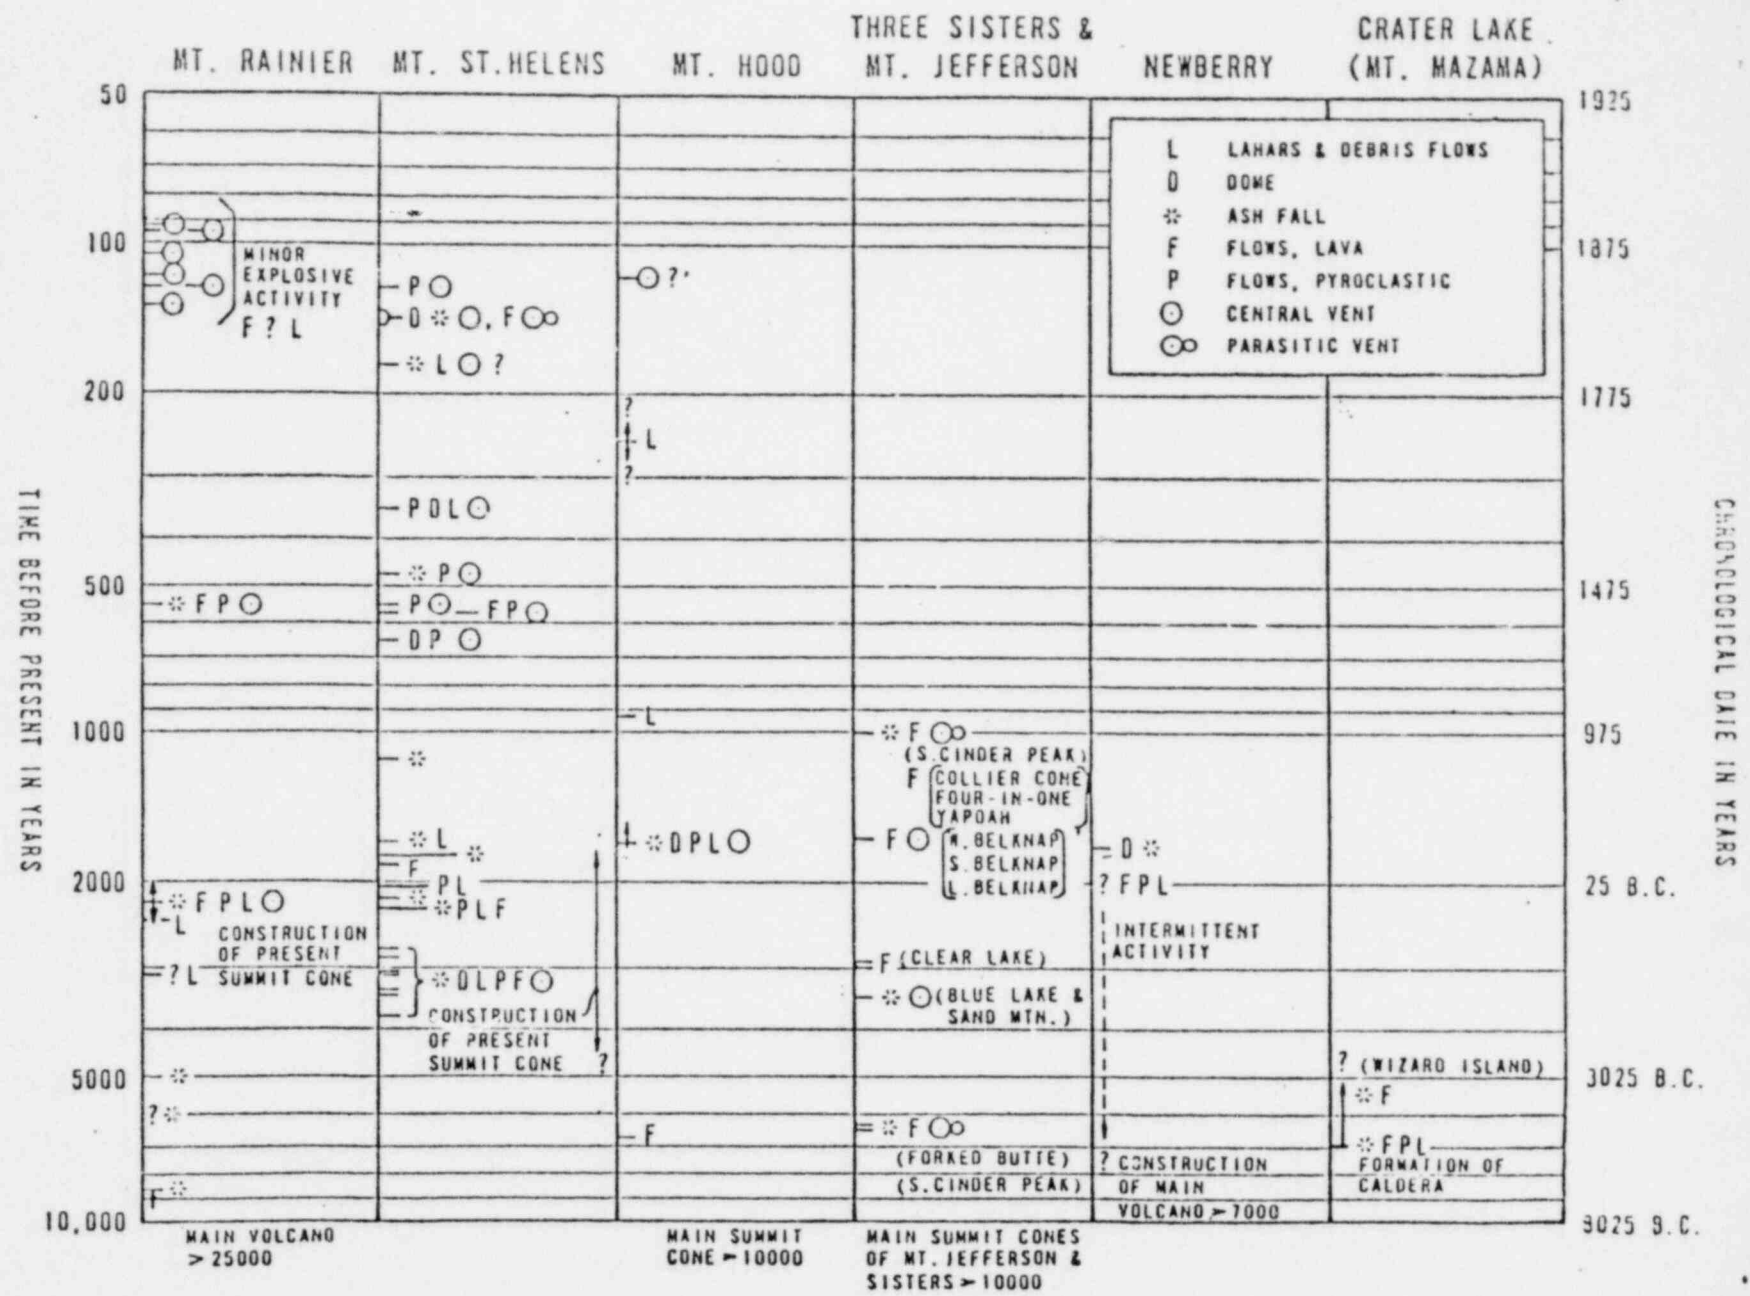 THREE SISTERS &
CRATER LAKE
MT. RAINIER
MT. ST.HELENS
MT. HOOD
MT. JEFFERSON
NEWBERRY
(MT. MAZAMA)
50
1925
L LAHARS & DEBRIS FLOWS
D DOME
ASH FALL
F FLOWS, LAVA
P FLOWS, PYROCLASTIC
CENTRAL VENT
PARASITIC VENT
100
1875
MINOR
EXPLOSIVE
ACTIVITY
F ? L
P
D , F
L ?
?
200
1775
?
L
?
P D L
P
500
1475
F P
P F P
D P
L
1000
975
F
(S.CINDER PEAK)
F COLLIER CONE
FOUR-IN-ONE
YAPOAH
L
F
PL
PLF
D P L
F W. BELKNAP
S. BELKNAP
L. BELKNAP
D
2000
? F P L
25 B.C.
F P L
L
CONSTRUCTION
OF PRESENT
SUMMIT CONE
? L
D L P F
CONSTRUCTION
OF PRESENT
SUMMIT CONE ?
F (CLEAR LAKE)
(BLUE LAKE &
SAND MTN.)
INTERMITTENT
ACTIVITY
5000
3025 B.C.
? (WIZARD ISLAND)
F
?
F
F
(FORKED BUTTE)
(S.CINDER PEAK)
? CONSTRUCTION
OF MAIN
VOLCANO > 7000
F P L
FORMATION OF
CALDERA
F
10,000
8025 B.C.
MAIN VOLCANO
> 25000
MAIN SUMMIT
CONE > 10000
MAIN SUMMIT CONES
OF MT. JEFFERSON &
SISTERS > 10000
TIME BEFORE PRESENT IN YEARS
CHRONOLOGICAL DATE IN YEARS